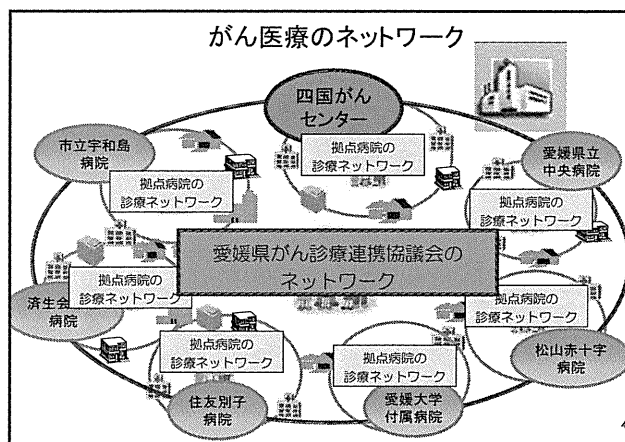 がん医療のネットワーク
四国がん
センター
市立宇和島
病院
拠点病院の
診療ネットワーク
愛媛県立
中央病院
拠点病院の
診療ネットワーク
拠点病院の
診療ネットワーク
愛媛県がん診療連携協議会の
ネットワーク
済生会
病院
拠点病院の
診療ネットワーク
拠点病院の
診療ネットワーク
松山赤十字
病院
拠点病院の
診療ネットワーク
住友別子
病院
拠点病院の
診療ネットワーク
愛媛大学
付属病院